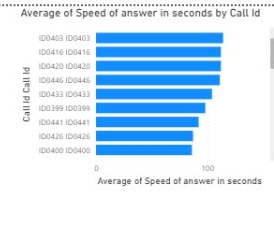 Average of Speed of answer in seconds by Call Id
Call Id Call Id
ID0403 ID0403
ID0416 ID0416
ID0420 ID0420
ID0446 ID0446
ID0433 ID0433
ID0399 ID0399
ID0441 ID0441
ID0426 ID0426
ID0400 ID0400
0 100
Average of Speed of answer in seconds